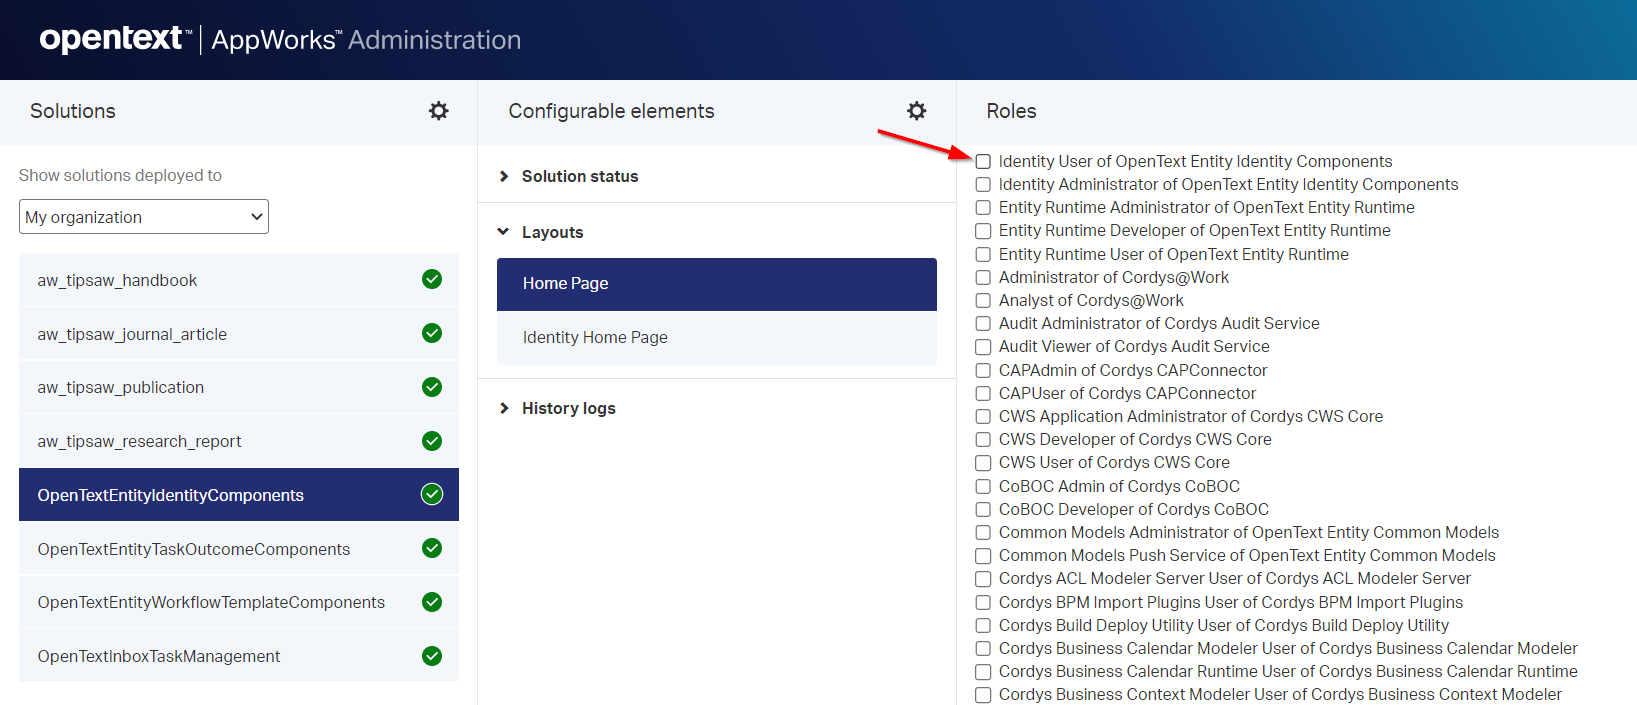 opentext™ | AppWorks™ Administration
Solutions
Show solutions deployed to
My organization
aw_tipsaw_handbook
aw_tipsaw_journal_article
aw_tipsaw_publication
aw_tipsaw_research_report
OpenTextEntityIdentityComponents
OpenTextEntityTaskOutcomeComponents
OpenTextEntityWorkflowTemplateComponents
OpenTextInboxTaskManagement
Configurable elements
Solution status
Layouts
Home Page
Identity Home Page
History logs
Roles
Identity User of OpenText Entity Identity Components
Identity Administrator of OpenText Entity Identity Components
Entity Runtime Administrator of OpenText Entity Runtime
Entity Runtime Developer of OpenText Entity Runtime
Entity Runtime User of OpenText Entity Runtime
Administrator of Cordys@Work
Analyst of Cordys@Work
Audit Administrator of Cordys Audit Service
Audit Viewer of Cordys Audit Service
CAPAdmin of Cordys CAPConnector
CAPUser of Cordys CAPConnector
CWS Application Administrator of Cordys CWS Core
CWS Developer of Cordys CWS Core
CWS User of Cordys CWS Core
CoBOC Admin of Cordys CoBOC
CoBOC Developer of Cordys CoBOC
Common Models Administrator of OpenText Entity Common Models
Common Models Push Service of OpenText Entity Common Models
Cordys ACL Modeler Server User of Cordys ACL Modeler Server
Cordys BPM Import Plugins User of Cordys BPM Import Plugins
Cordys Build Deploy Utility User of Cordys Build Deploy Utility
Cordys Business Calendar Modeler User of Cordys Business Calendar Modeler
Cordys Business Calendar Runtime User of Cordys Business Calendar Runtime
Cordys Business Context Modeler User of Cordys Business Context Modeler